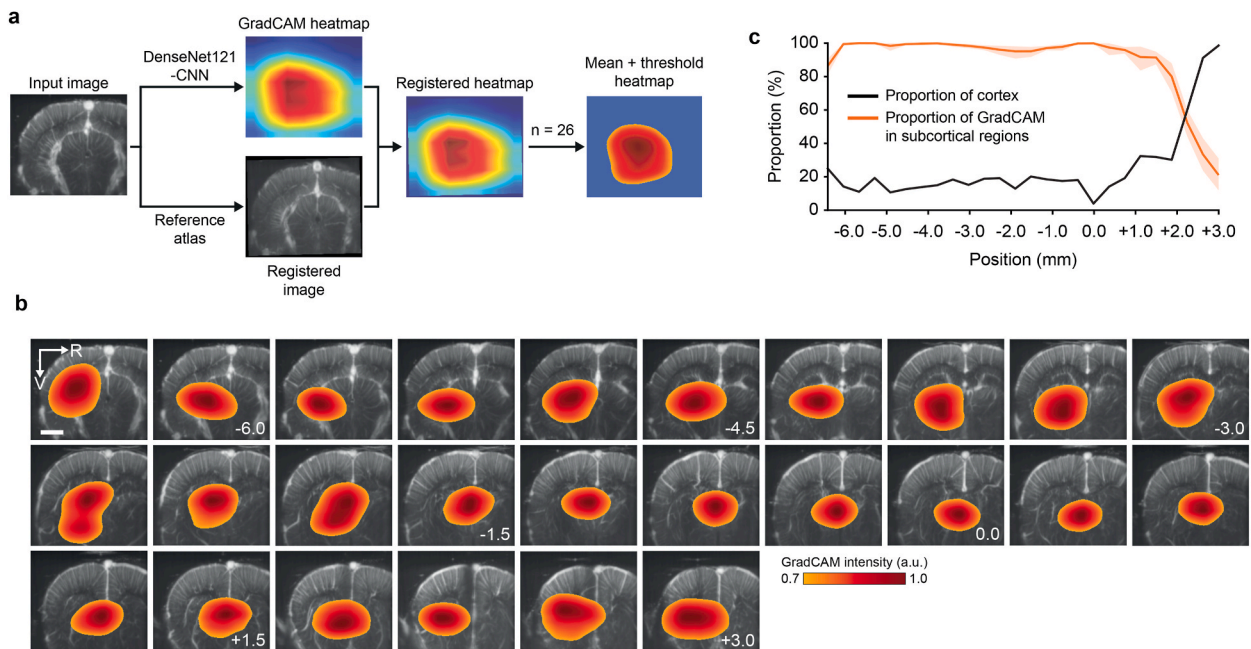 a
GradCAM heatmap
DenseNet121
-CNN
Input image
Registered heatmap
Mean + threshold
heatmap
n = 26
Reference
atlas
Registered
image
c
Proportion (%)
100
80
60
40
20
0
Proportion of cortex
Proportion of GradCAM
in subcortical regions
-6.0 -5.0 -4.0 -3.0 -2.0 -1.0 0.0 +1.0 +2.0 +3.0
Position (mm)
b
R
V
-6.0 -4.5 -3.0
-1.5 0.0
+1.5 +3.0
GradCAM intensity (a.u.)
0.7 1.0